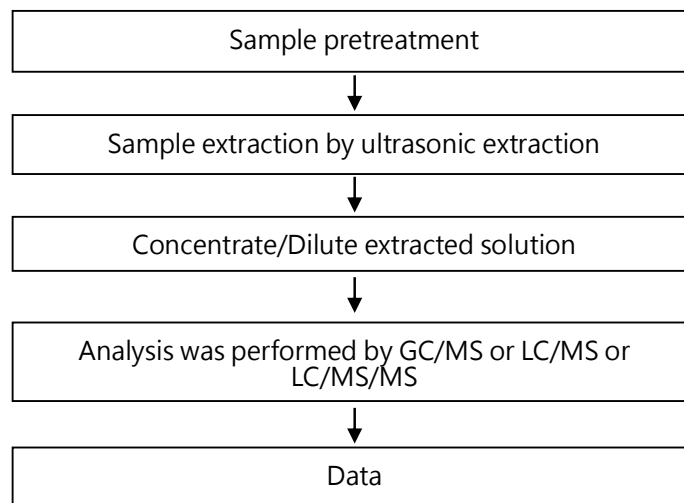 Sample pretreatment
Sample extraction by ultrasonic extraction
Concentrate/Dilute extracted solution
Analysis was performed by GC/MS or LC/MS or
LC/MS/MS
Data